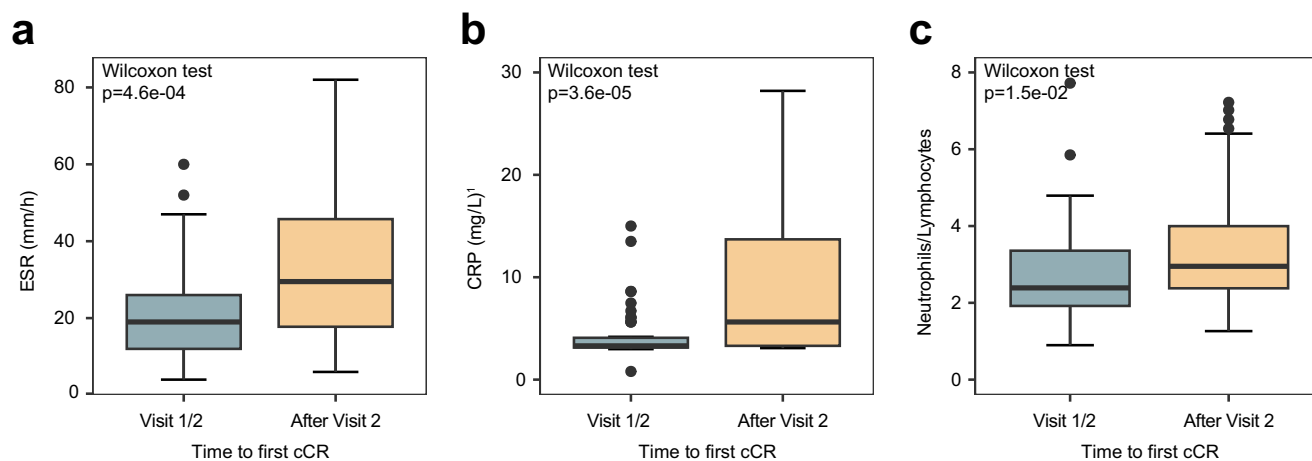 a
Wilcoxon test
p=4.6e-04
80
60
40
20
0
ESR (mm/h)
Visit 1/2
After Visit 2
Time to first cCR
b
Wilcoxon test
p=3.6e-05
30
20
10
0
CRP (mg/L)¹
Visit 1/2
After Visit 2
Time to first cCR
c
Wilcoxon test
p=1.5e-02
8
6
4
2
0
Neutrophils/Lymphocytes
Visit 1/2
After Visit 2
Time to first cCR